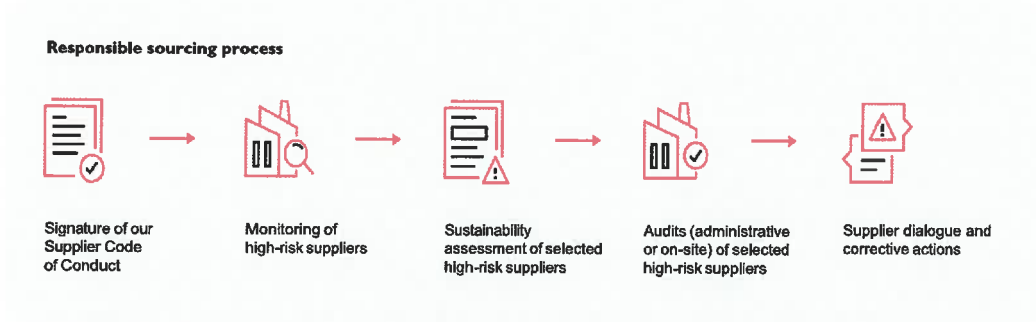 Responsible sourcing process
Signature of our
Supplier Code
of Conduct
Monitoring of
high-risk suppliers
Sustainability
assessment of selected
high-risk suppliers
Audits (administrative
or on-site) of selected
high-risk suppliers
Supplier dialogue and
corrective actions